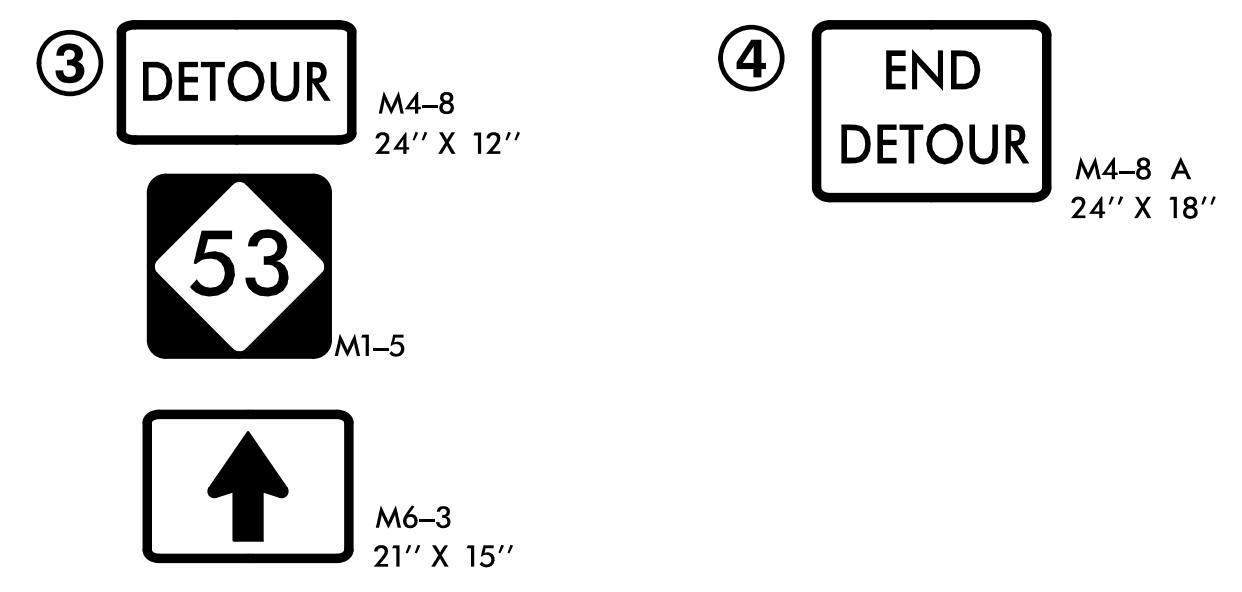 3
DETOUR
M4–8
24’’ X 12’’
53
M1–5
M6–3
21’’ X 15’’
4
END
DETOUR
M4–8 A
24’’ X 18’’